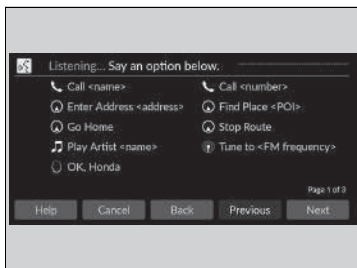 Listening... Say an option below.
Call <name>
Call <number>
Enter Address <address>
Find Place <POI>
Go Home
Stop Route
Play Artist <name>
Tune to <FM frequency>
OK, Honda
Page 1 of 3
Help Cancel Back Previous Next